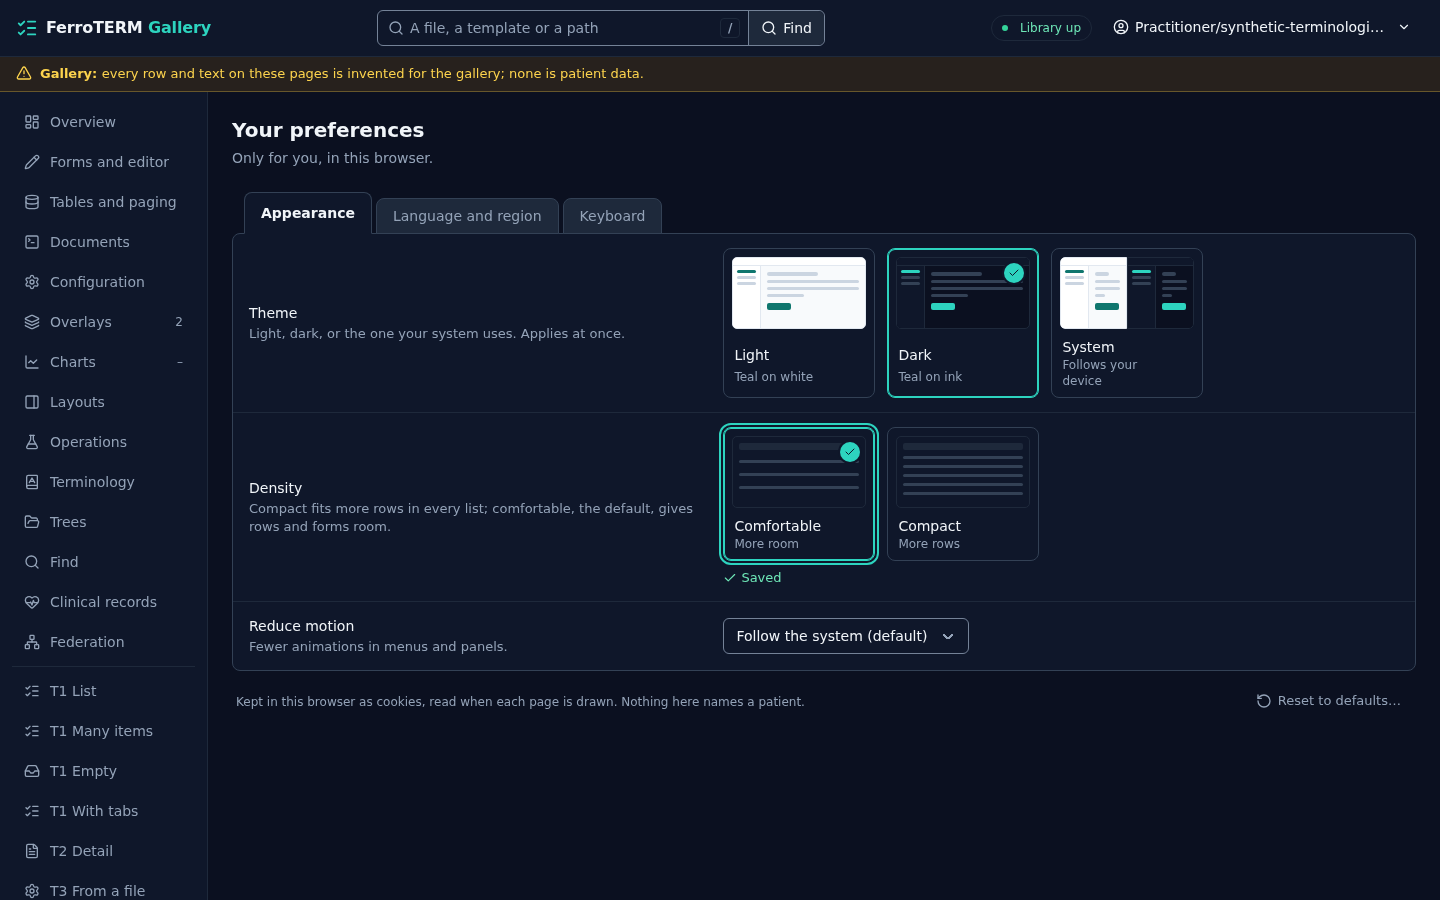 FerroTERM Gallery
A file, a template or a path
/
Find
Library up
Practitioner/synthetic-terminologi…
Gallery: every row and text on these pages is invented for the gallery; none is patient data.
Overview
Forms and editor
Tables and paging
Documents
Configuration
Overlays 2
Charts –
Layouts
Operations
Terminology
Trees
Find
Clinical records
Federation
T1 List
T1 Many items
T1 Empty
T1 With tabs
T2 Detail
T3 From a file
Your preferences
Only for you, in this browser.
Appearance
Language and region
Keyboard
Theme
Light, dark, or the one your system uses. Applies at once.
Light
Teal on white
Dark
Teal on ink
System
Follows your
device
Density
Compact fits more rows in every list; comfortable, the default, gives
rows and forms room.
Comfortable
More room
Compact
More rows
Saved
Reduce motion
Fewer animations in menus and panels.
Follow the system (default)
Kept in this browser as cookies, read when each page is drawn. Nothing here names a patient.
Reset to defaults…